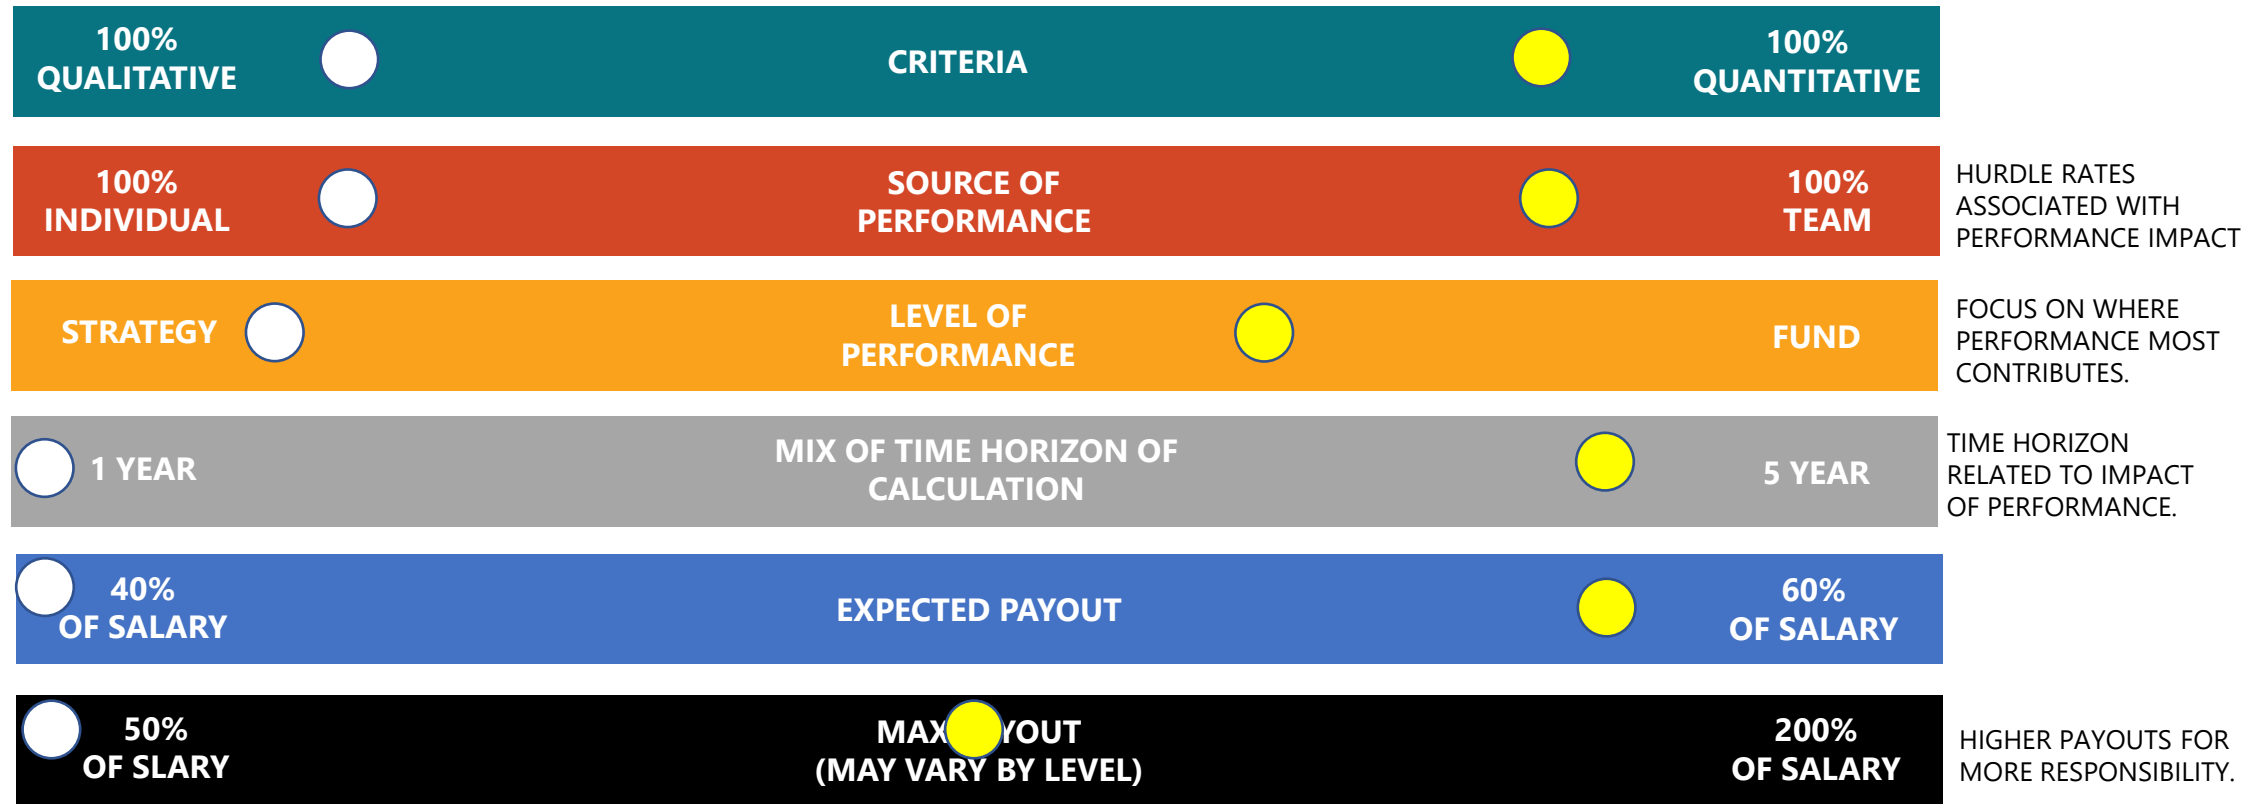 100%
QUALITATIVE
CRITERIA
100%
QUANTITATIVE
100%
INDIVIDUAL
SOURCE OF
PERFORMANCE
100%
TEAM
HURDLE RATES
ASSOCIATED WITH
PERFORMANCE IMPACT
STRATEGY
LEVEL OF
PERFORMANCE
FUND
FOCUS ON WHERE
PERFORMANCE MOST
CONTRIBUTES.
1 YEAR
MIX OF TIME HORIZON OF
CALCULATION
5 YEAR
TIME HORIZON
RELATED TO IMPACT
OF PERFORMANCE.
40%
OF SALARY
EXPECTED PAYOUT
60%
OF SALARY
50%
OF SLARY
MAX YOUT
(MAY VARY BY LEVEL)
200%
OF SALARY
HIGHER PAYOUTS FOR
MORE RESPONSIBILITY.